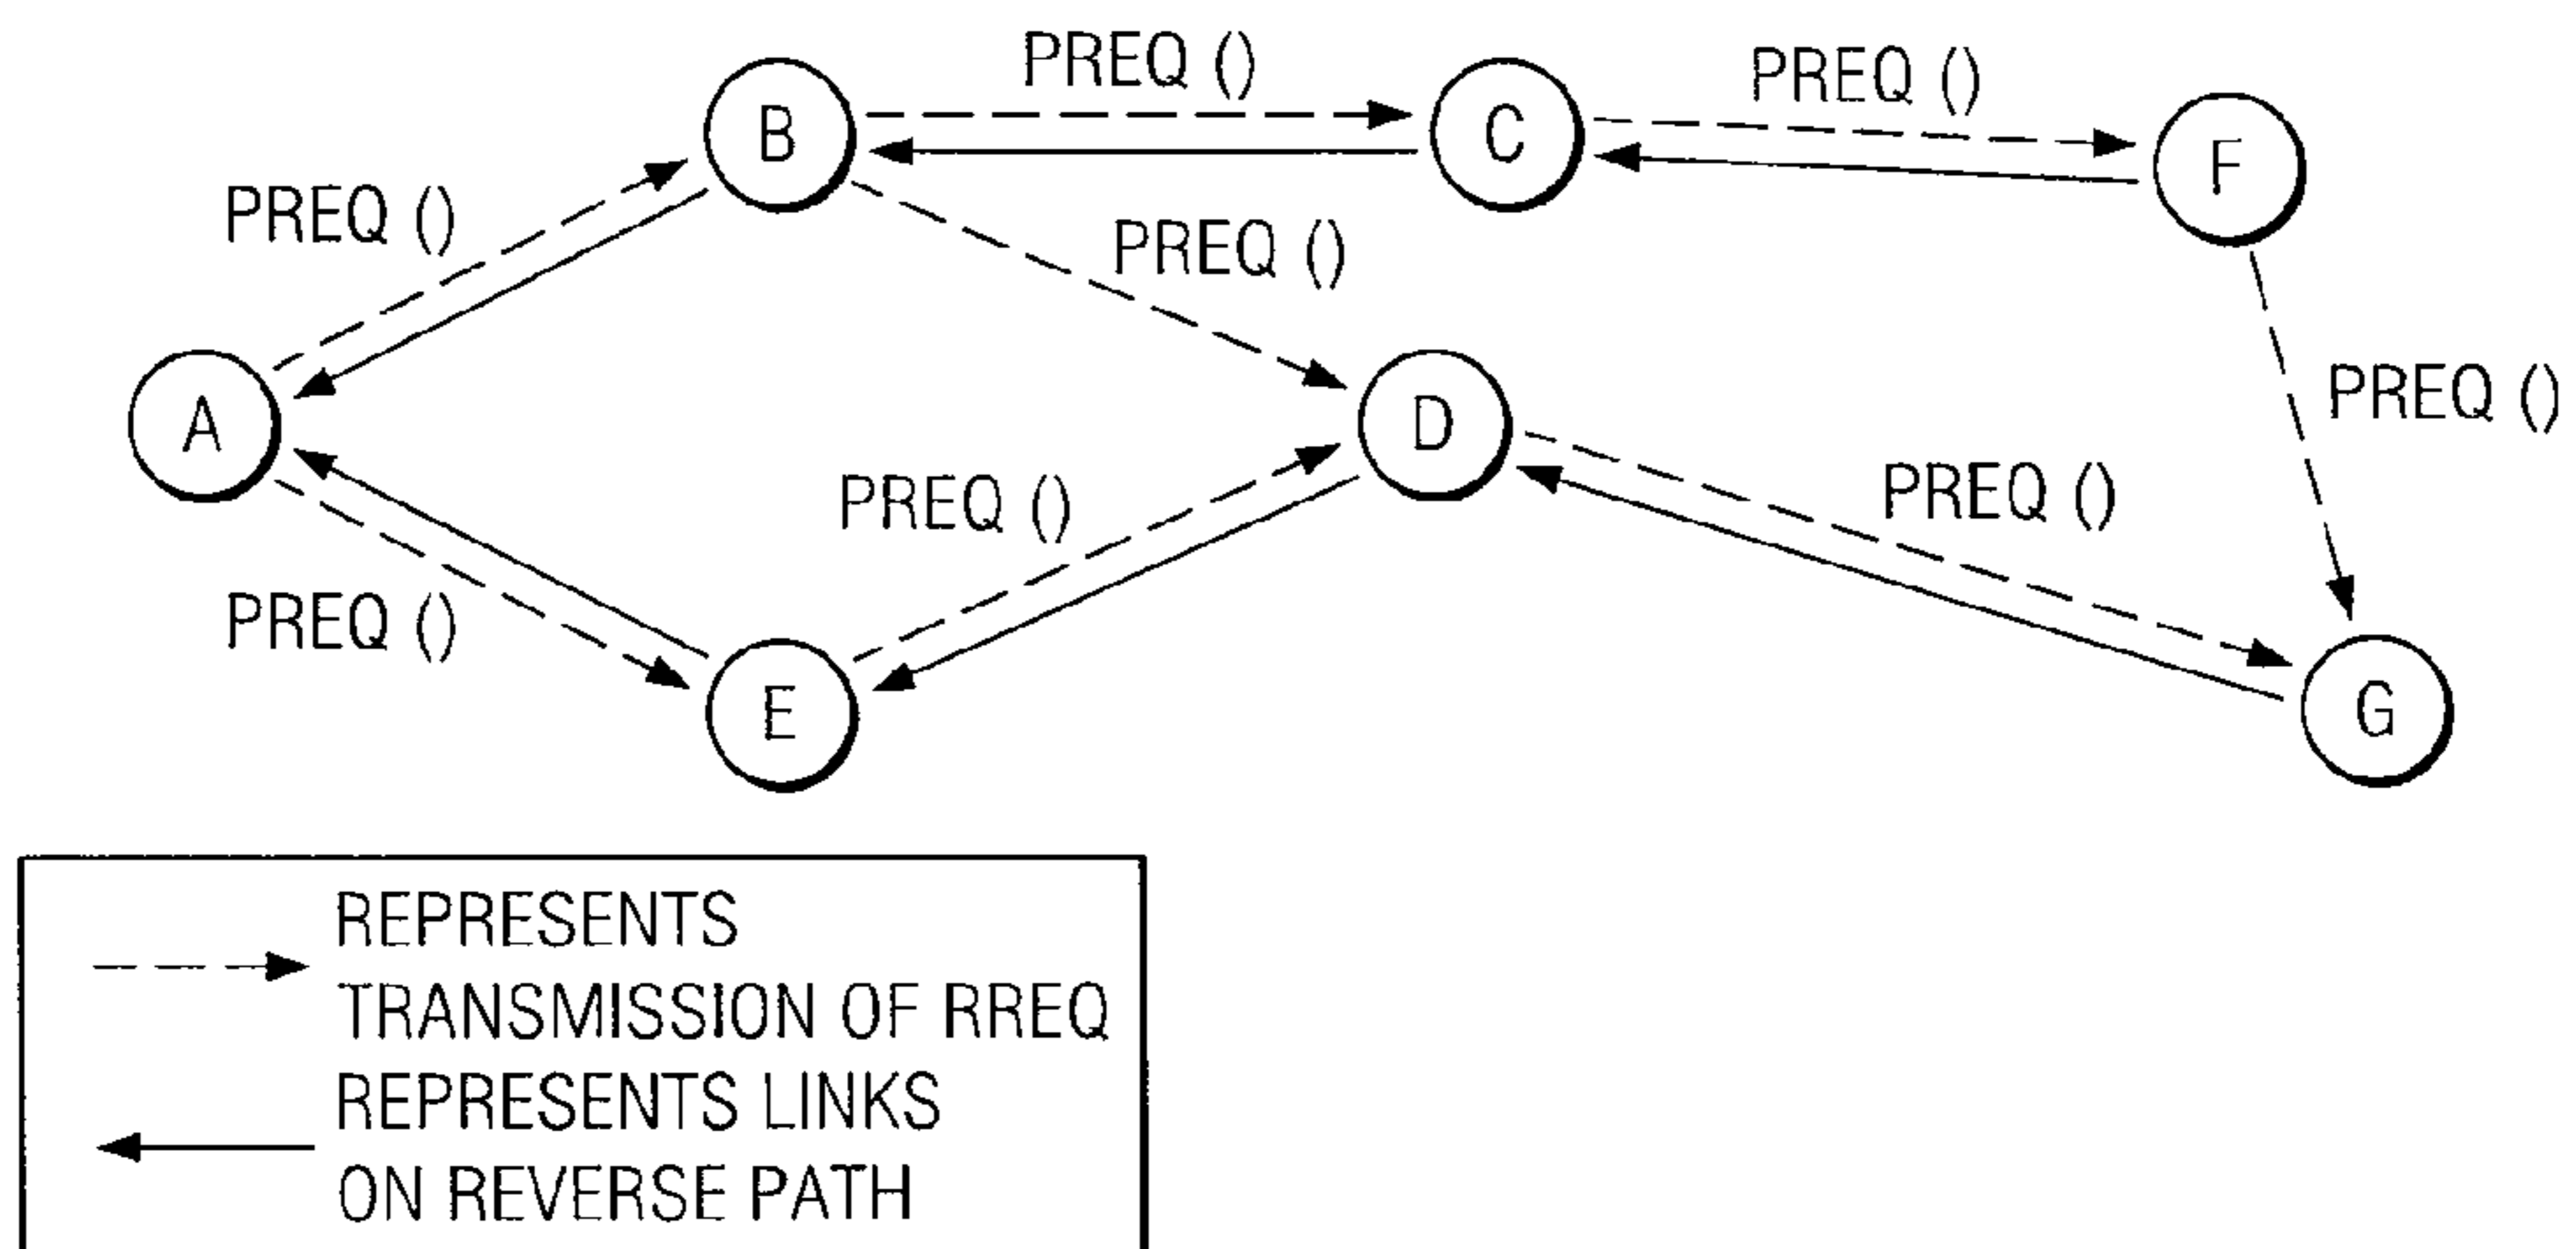 PREQ ()
PREQ ()
B
C
F
PREQ ()
PREQ ()
PREQ ()
A
D
PREQ ()
PREQ ()
PREQ ()
E
G
REPRESENTS
TRANSMISSION OF RREQ
REPRESENTS LINKS
ON REVERSE PATH